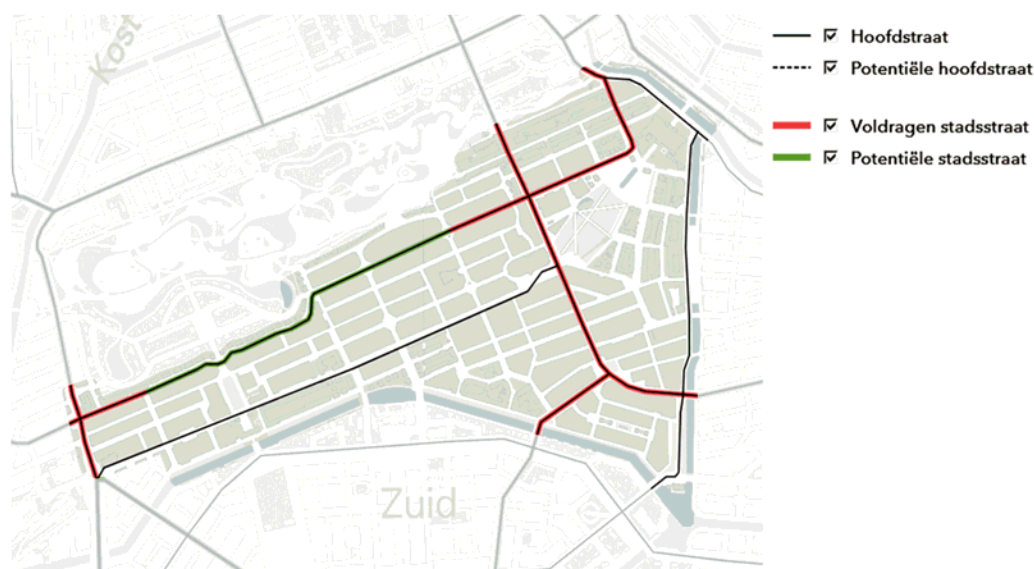 Kost
Hoofdstraat
Potentiële hoofdstraat
Voldragen stadsstraat
Potentiële stadsstraat
Zuid